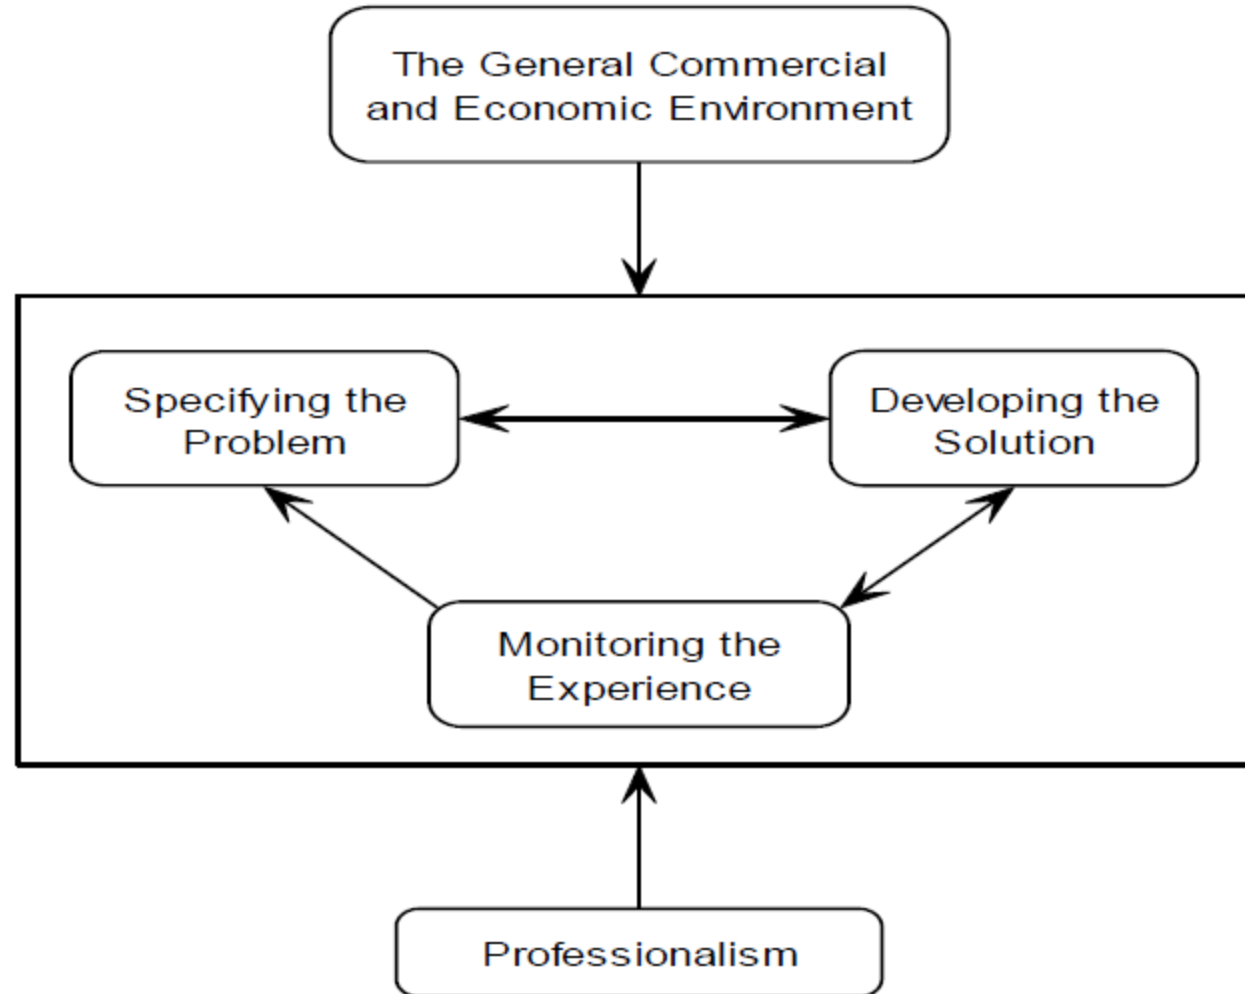 The General Commercial
and Economic Environment
Specifying the
Problem
Developing the
Solution
Monitoring the
Experience
Professionalism